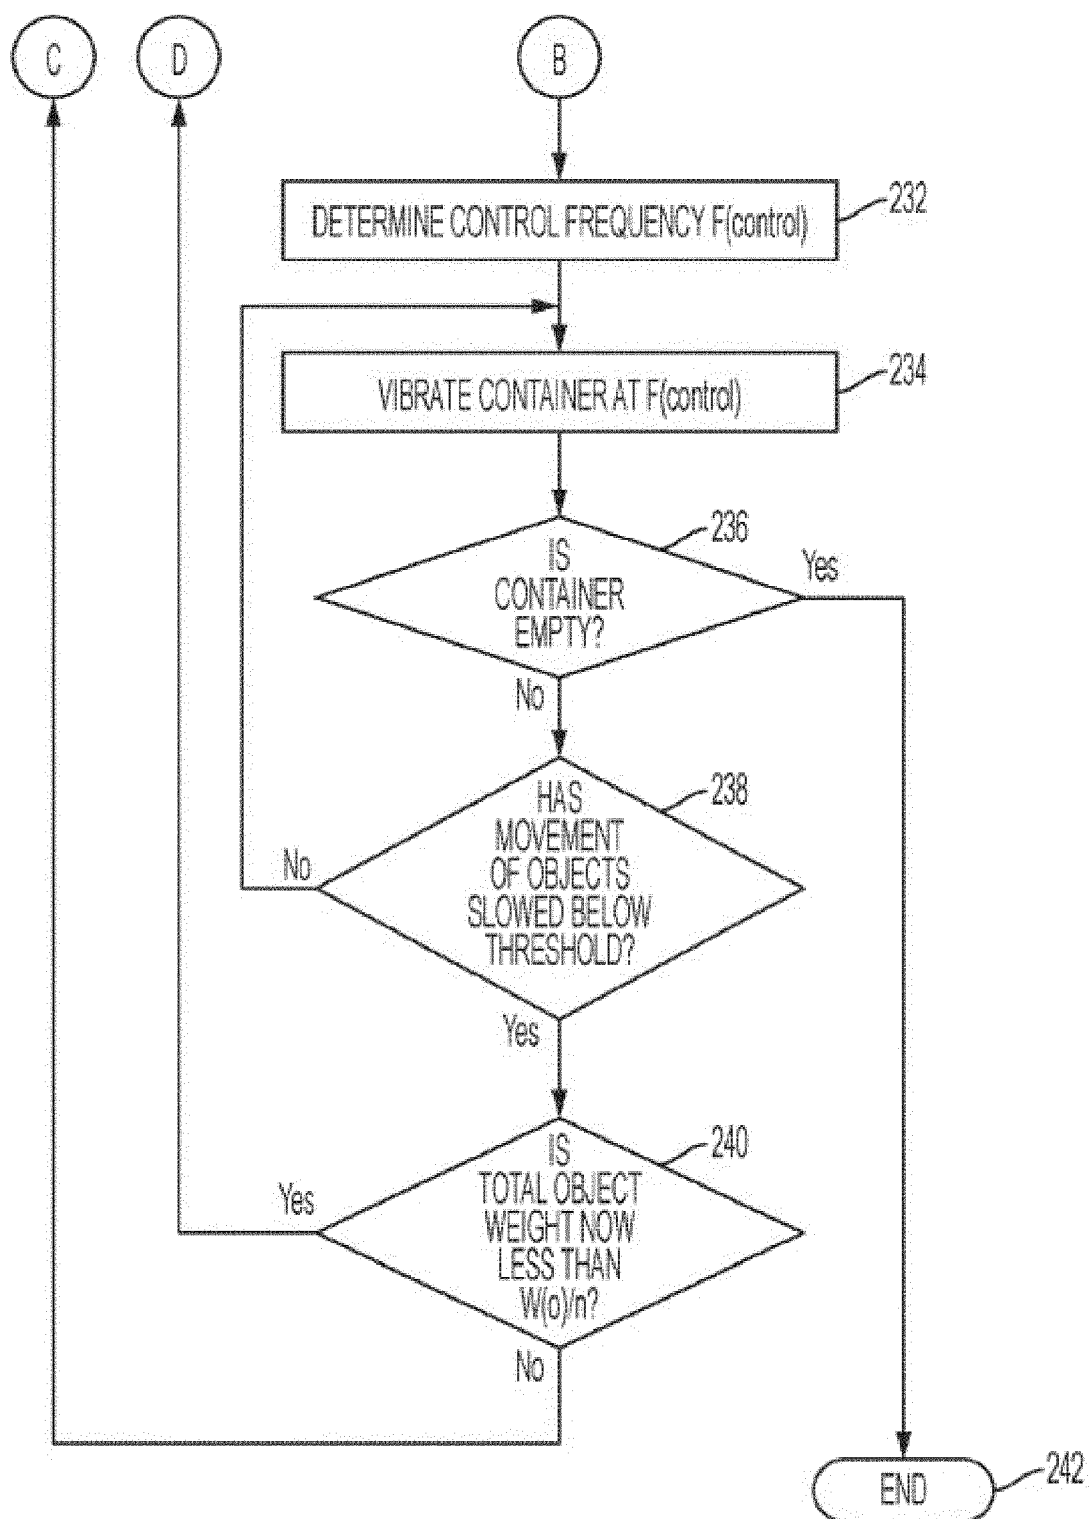 C
D
B
DETERMINE CONTROL FREQUENCY F(control)
232
VIBRATE CONTAINER AT F(control)
234
236
IS
CONTAINER
EMPTY?
Yes
No
238
HAS
MOVEMENT
OF OBJECTS
SLOWED BELOW
THRESHOLD?
No
Yes
240
IS
TOTAL OBJECT
WEIGHT NOW
LESS THAN
W(o)/n?
Yes
No
END
242